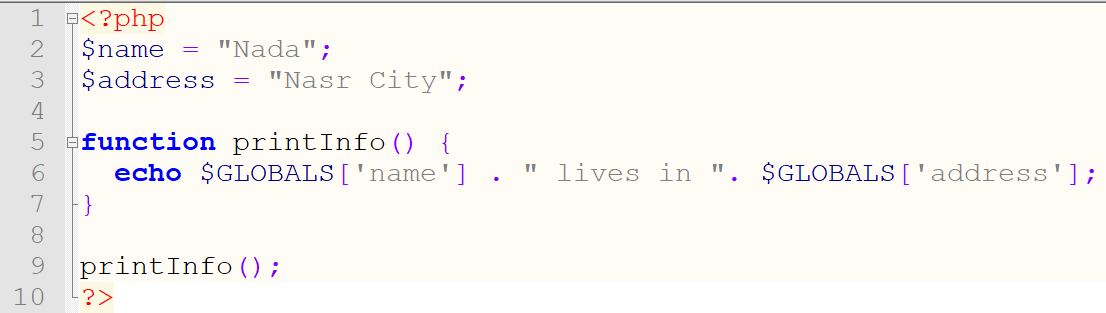 1 <?php
2 $name = "Nada";
3 $address = "Nasr City";
4
5 function printInfo() {
6   echo $GLOBALS['name'] . " lives in ". $GLOBALS['address'];
7 }
8
9 printInfo();
10 ?>